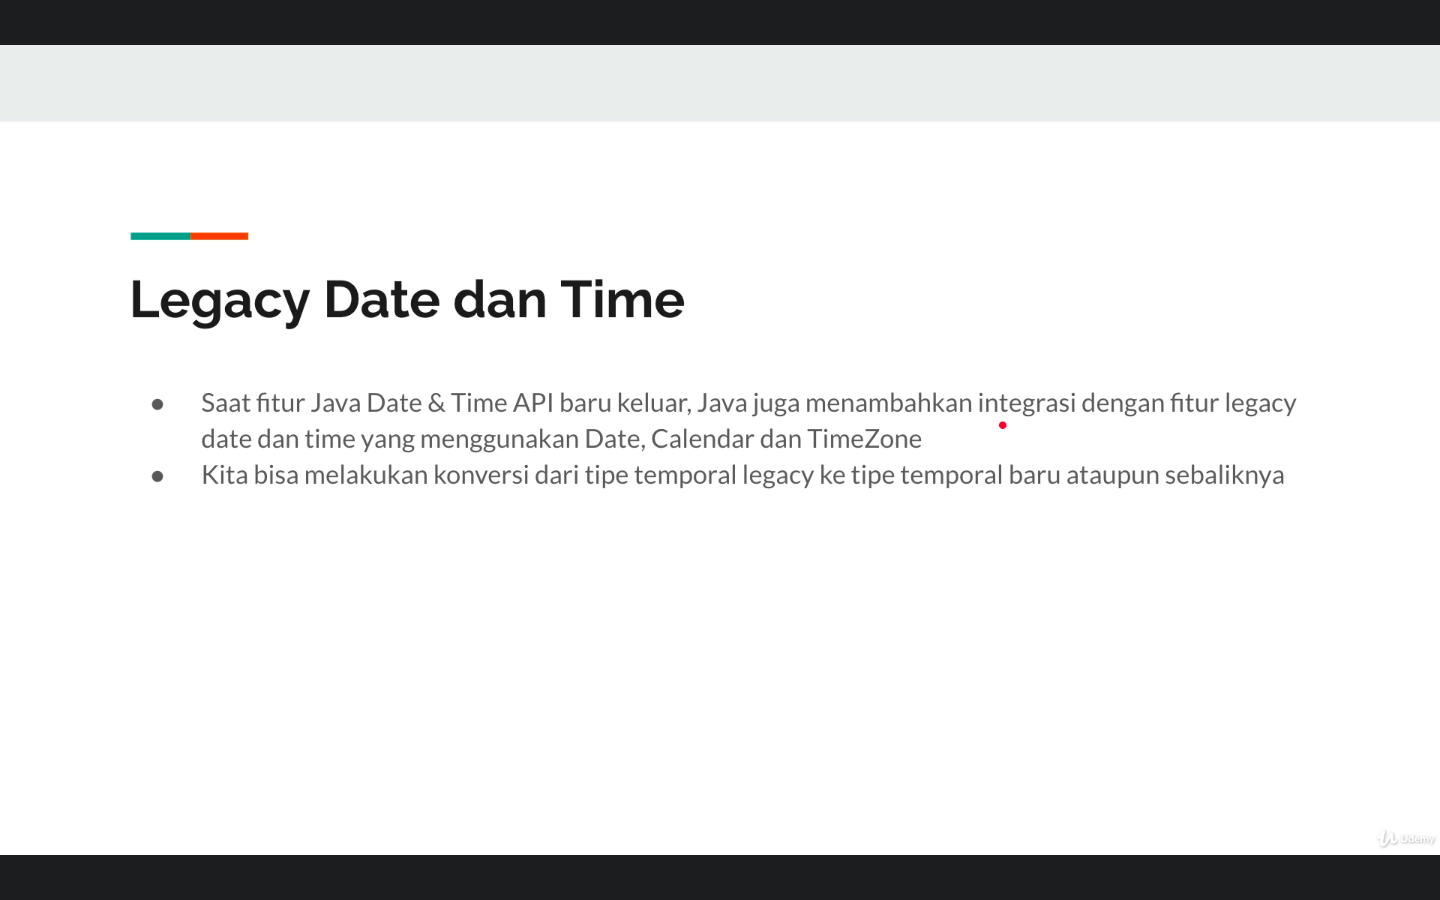 Legacy Date dan Time
● Saat fitur Java Date & Time API baru keluar, Java juga menambahkan integrasi dengan fitur legacy
date dan time yang menggunakan Date, Calendar dan TimeZone
● Kita bisa melakukan konversi dari tipe temporal legacy ke tipe temporal baru ataupun sebaliknya
Udemy